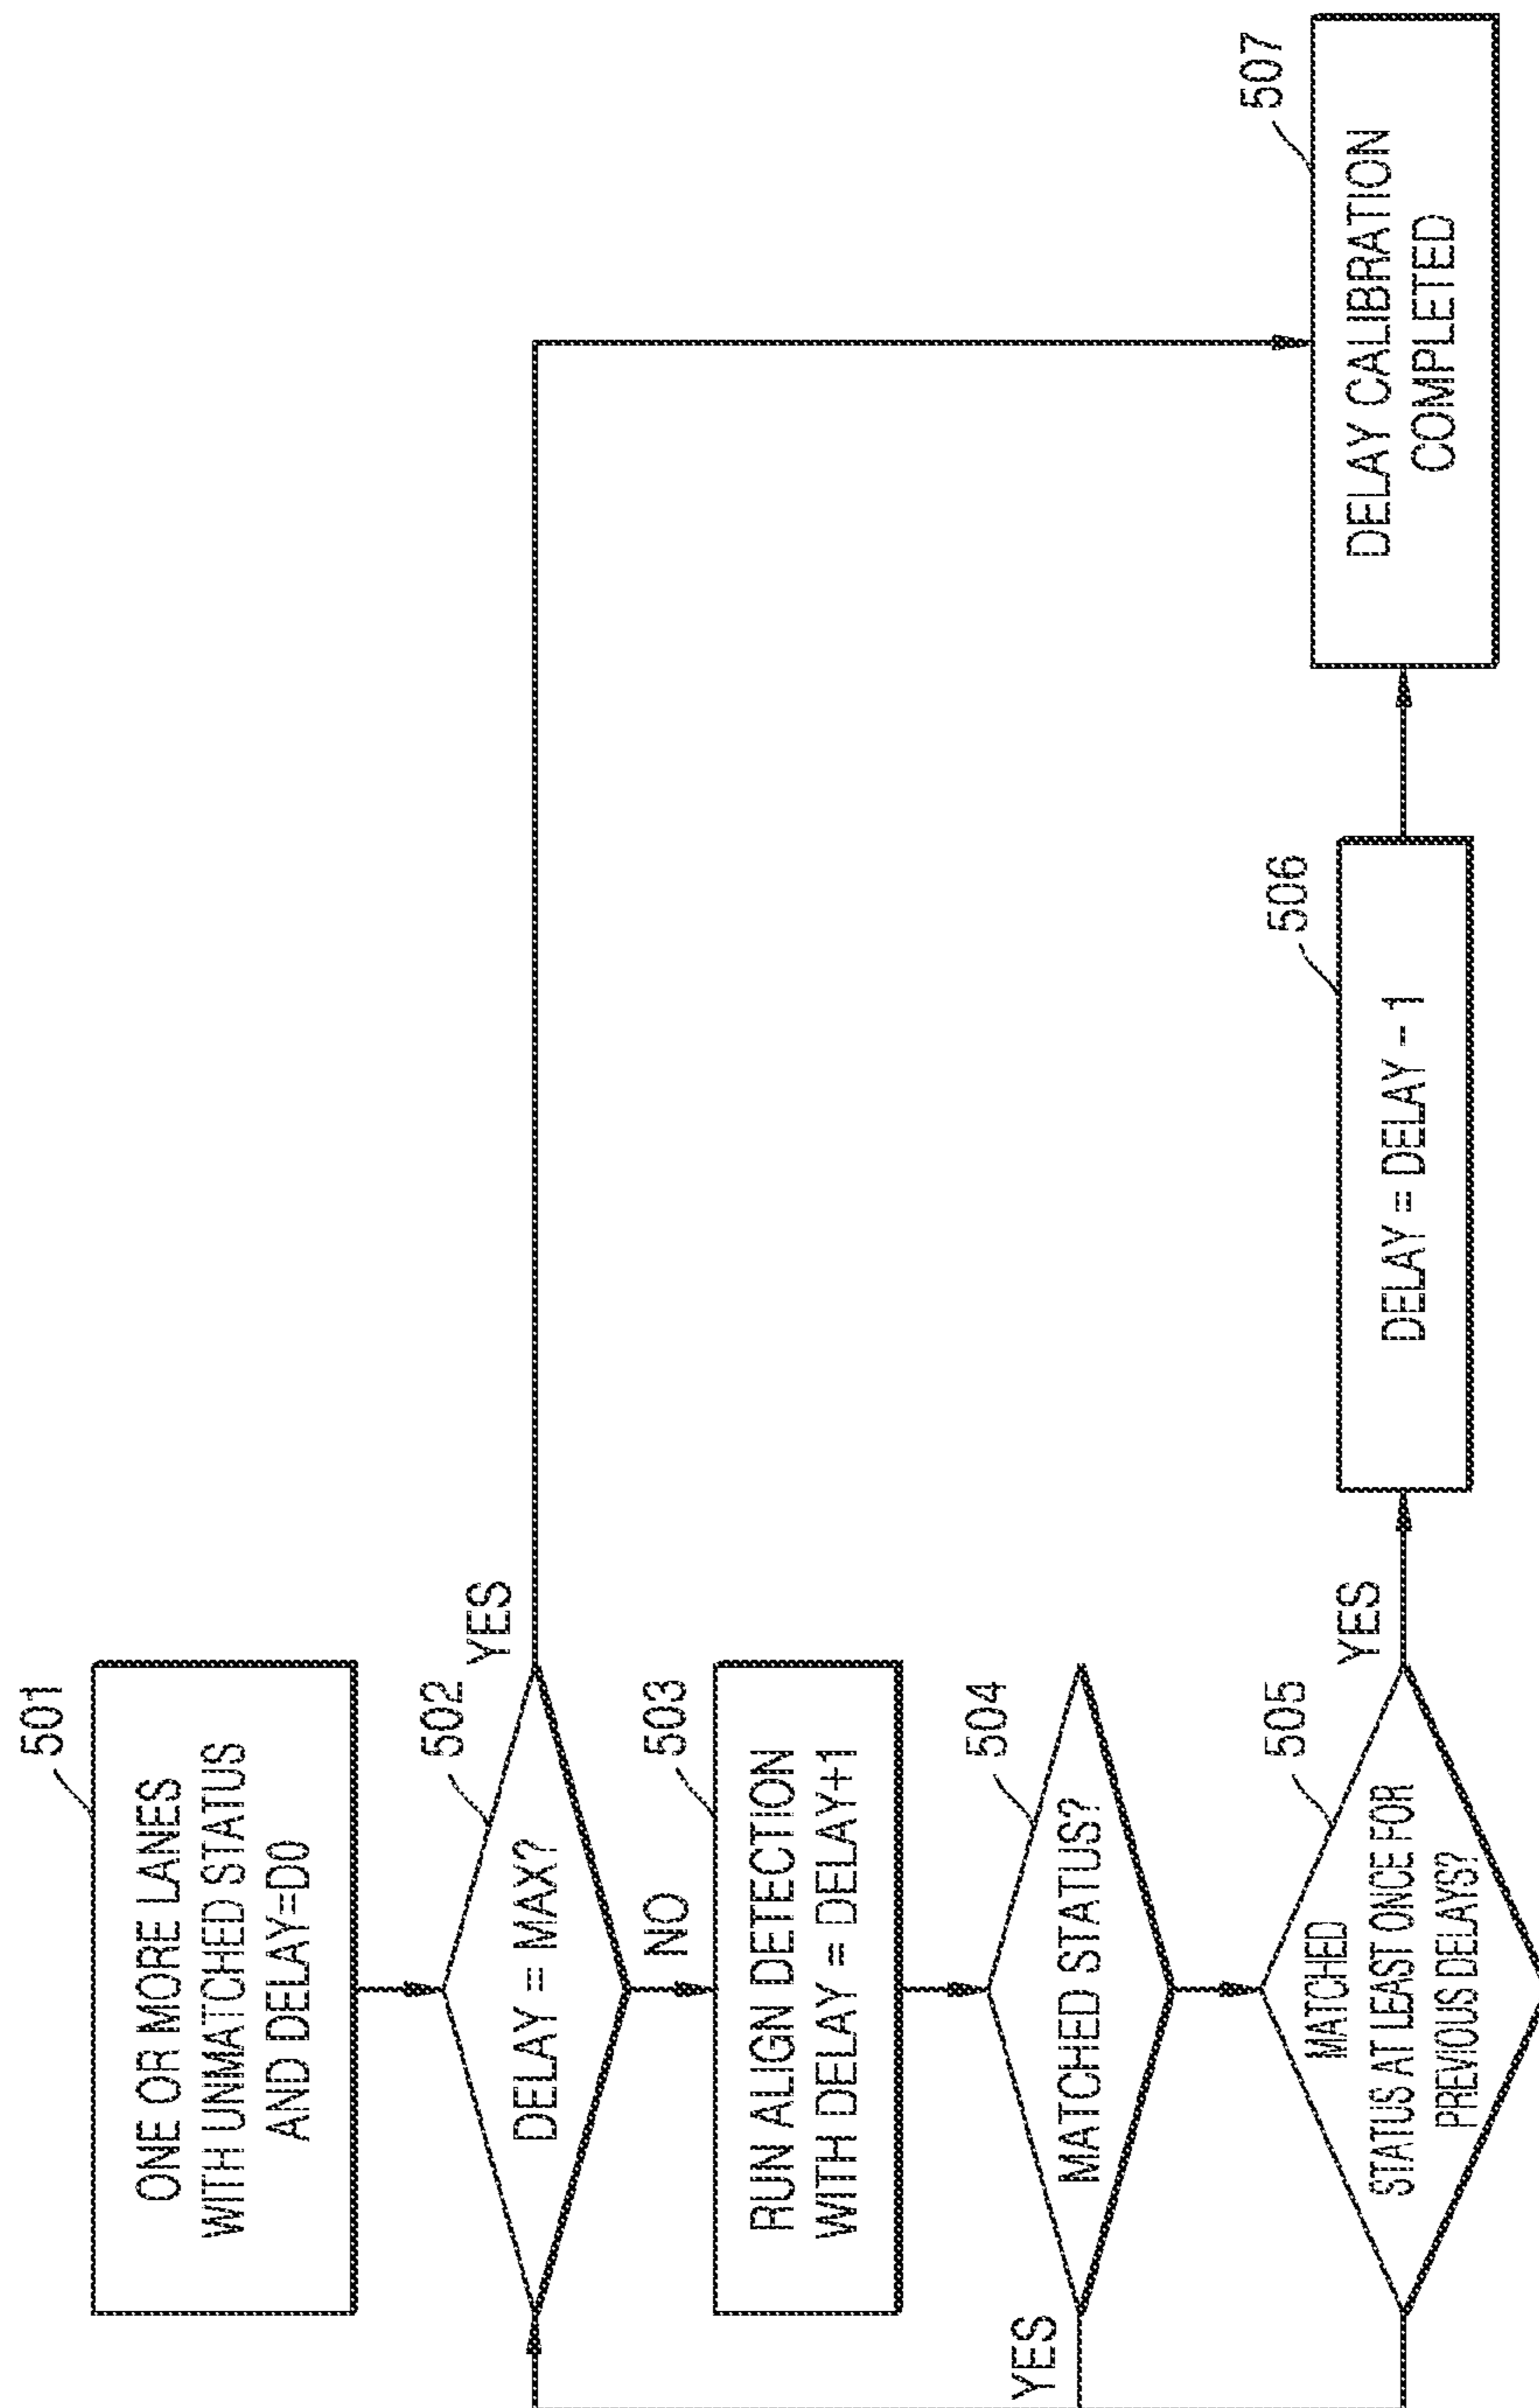 501
ONE OR MORE LANES
WITH UNMATCHED STATUS
AND DELAY=D0
502
DELAY = MAX?
YES
NO
503
RUN ALIGN DETECTION
WITH DELAY = DELAY+1
504
MATCHED STATUS?
YES
505
MATCHED
STATUS AT LEAST ONCE FOR
PREVIOUS DELAYS?
YES
506
DELAY = DELAY - 1
507
DELAY CALIBRATION
COMPLETED